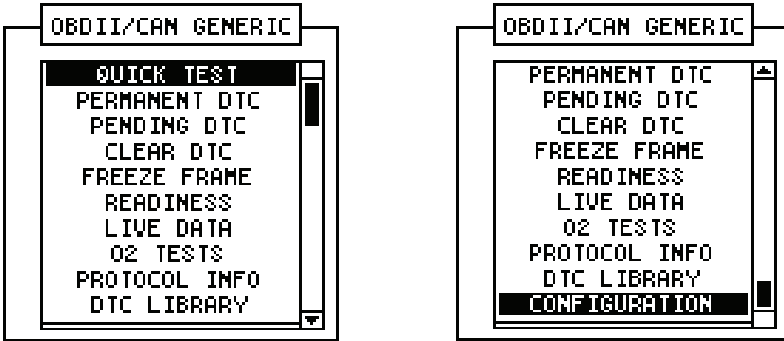 OBDII/CAN GENERIC
QUICK TEST
PERMANENT DTC
PENDING DTC
CLEAR DTC
FREEZE FRAME
READINESS
LIVE DATA
O2 TESTS
PROTOCOL INFO
DTC LIBRARY
OBDII/CAN GENERIC
PERMANENT DTC
PENDING DTC
CLEAR DTC
FREEZE FRAME
READINESS
LIVE DATA
O2 TESTS
PROTOCOL INFO
DTC LIBRARY
CONFIGURATION